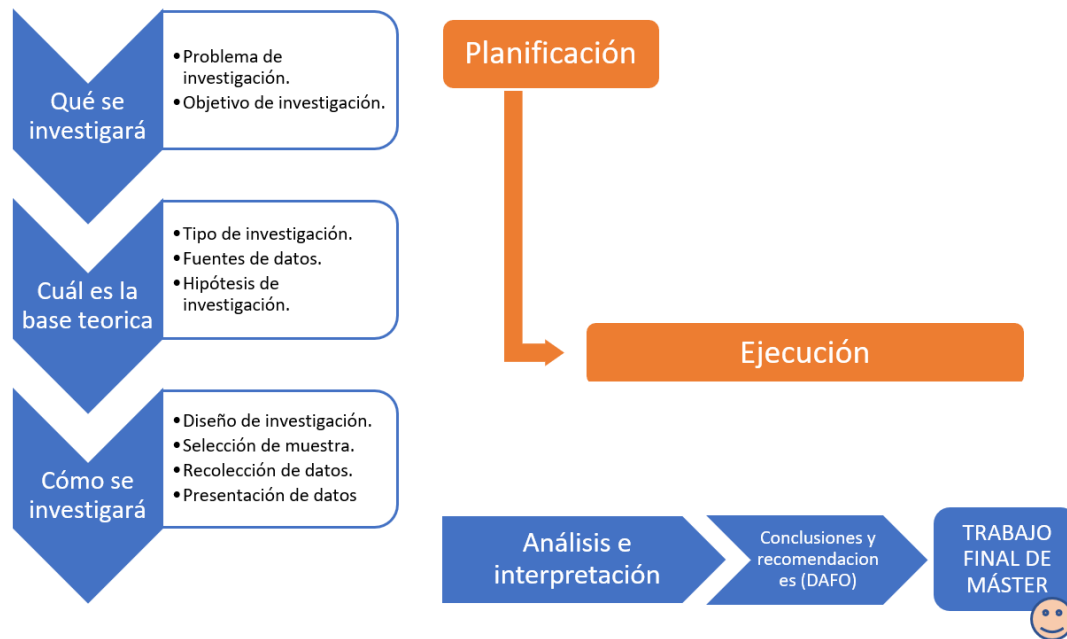 Qué se
investigará
•Problema de
investigación.
•Objetivo de investigación.
Cuál es la
base teorica
•Tipo de investigación.
•Fuentes de datos.
•Hipótesis de
investigación.
Cómo se
investigará
•Diseño de investigación.
•Selección de muestra.
•Recolección de datos.
•Presentación de datos
Planificación
Ejecución
Análisis e
interpretación
Conclusiones y
recomendacion
es (DAFO)
TRABAJO
FINAL DE
MÁSTER